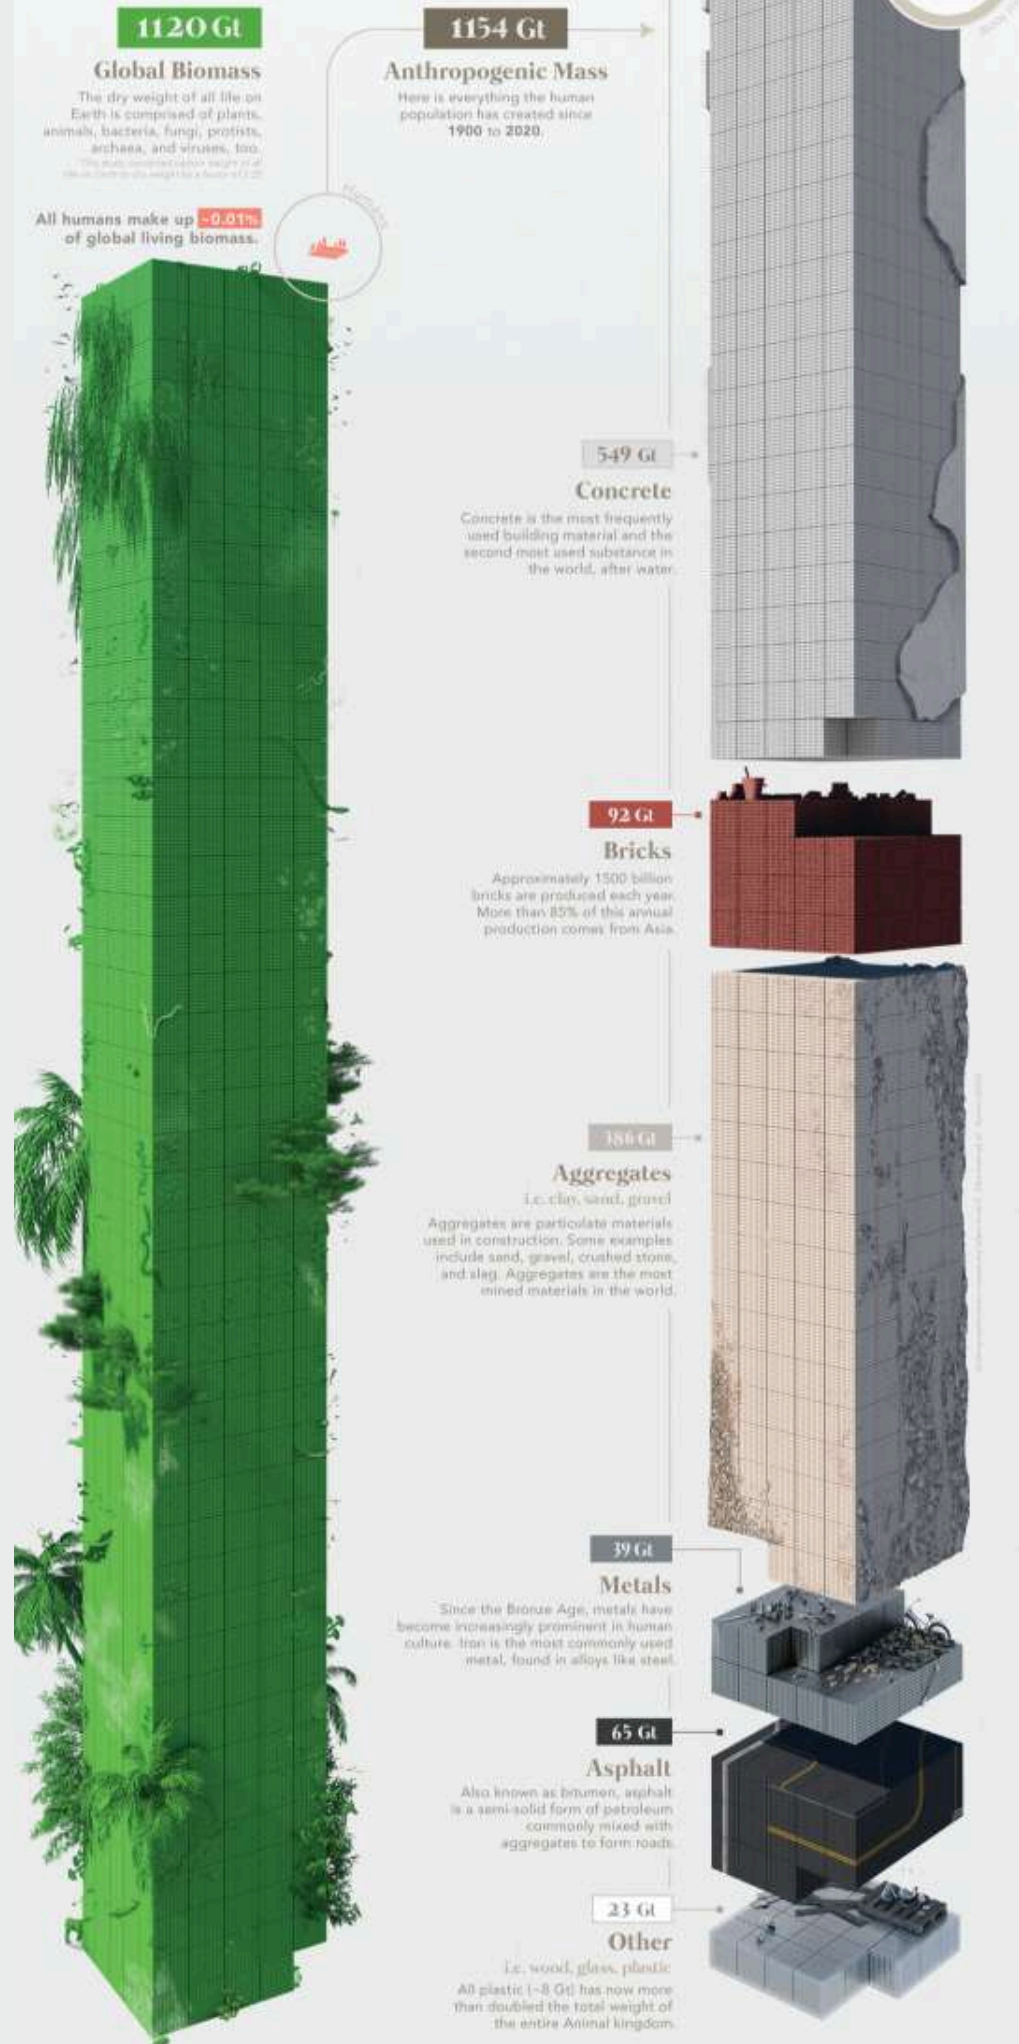 1120 Gt
Global Biomass
The dry weight of all life on
Earth is comprised of plants,
animals, bacteria, fungi, protists,
archaea, and viruses, too.
All humans make up ~0.01%
of global living biomass.
Humans
1154 Gt
Anthropogenic Mass
Here is everything the human
population has created since
1900 to 2020.
549 Gt
Concrete
Concrete is the most frequently
used building material and the
second most used substance in
the world, after water.
92 Gt
Bricks
Approximately 1500 billion
bricks are produced each year.
More than 85% of this annual
production comes from Asia.
386 Gt
Aggregates
i.e. clay, sand, gravel
Aggregates are particulate materials
used in construction. Some examples
include sand, gravel, crushed stone,
and slag. Aggregates are the most
mined materials in the world.
39 Gt
Metals
Since the Bronze Age, metals have
become increasingly prominent in human
culture. Iron is the most commonly used
metal, found in alloys like steel.
65 Gt
Asphalt
Also known as bitumen, asphalt
is a semi-solid form of petroleum
commonly mixed with
aggregates to form roads.
23 Gt
Other
i.e. wood, glass, plastic
All plastic (~8 Gt) has now more
than doubled the total weight of
the entire Animal kingdom.